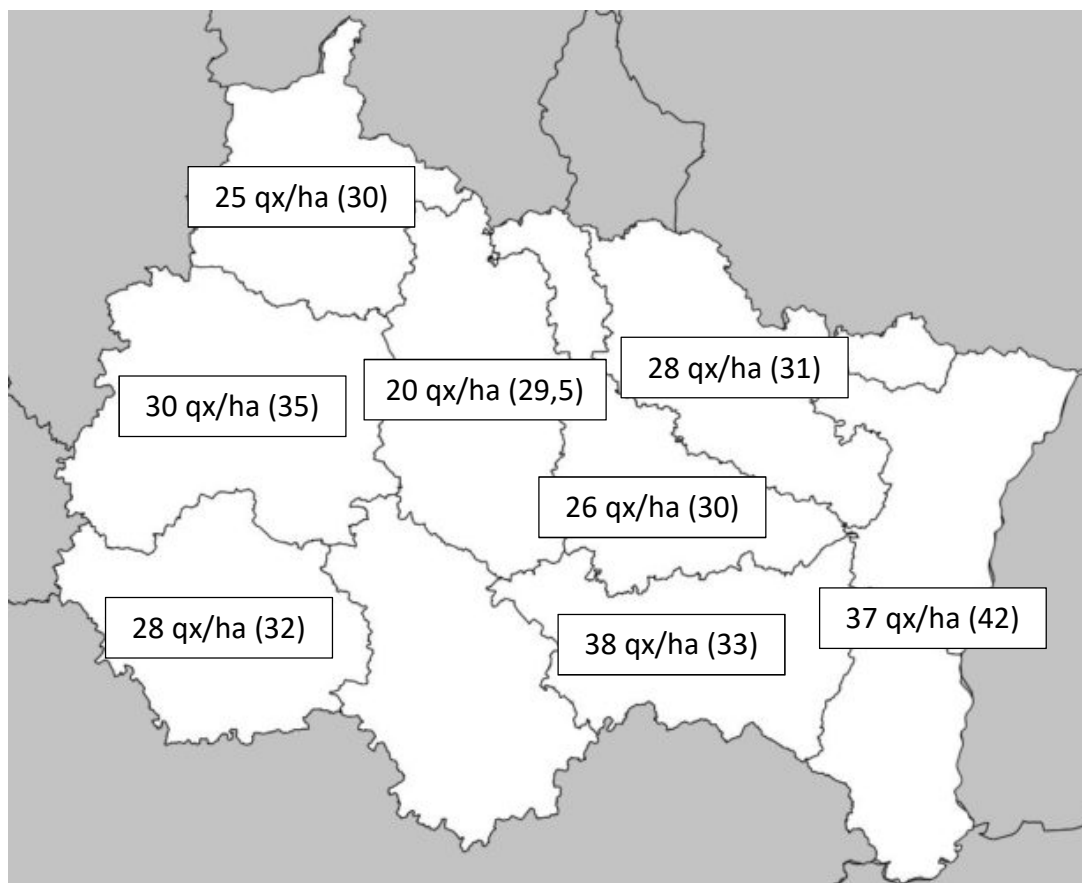 25 qx/ha (30)
28 qx/ha (31)
20 qx/ha (29,5)
30 qx/ha (35)
26 qx/ha (30)
37 qx/ha (42)
28 qx/ha (32)
38 qx/ha (33)